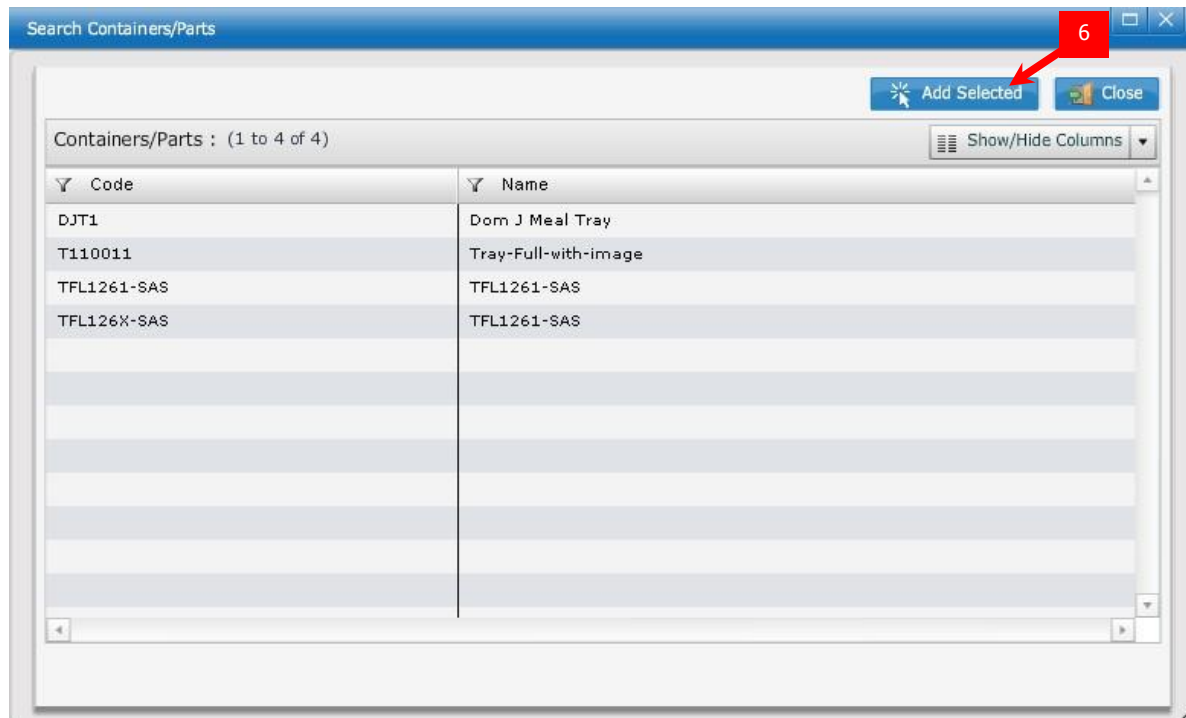 Search Containers/Parts
6
Add Selected Close
Containers/Parts : (1 to 4 of 4) Show/Hide Columns
Code Name
DJT1 Dom J Meal Tray
T110011 Tray-Full-with-image
TFL1261-SAS TFL1261-SAS
TFL126X-SAS TFL1261-SAS